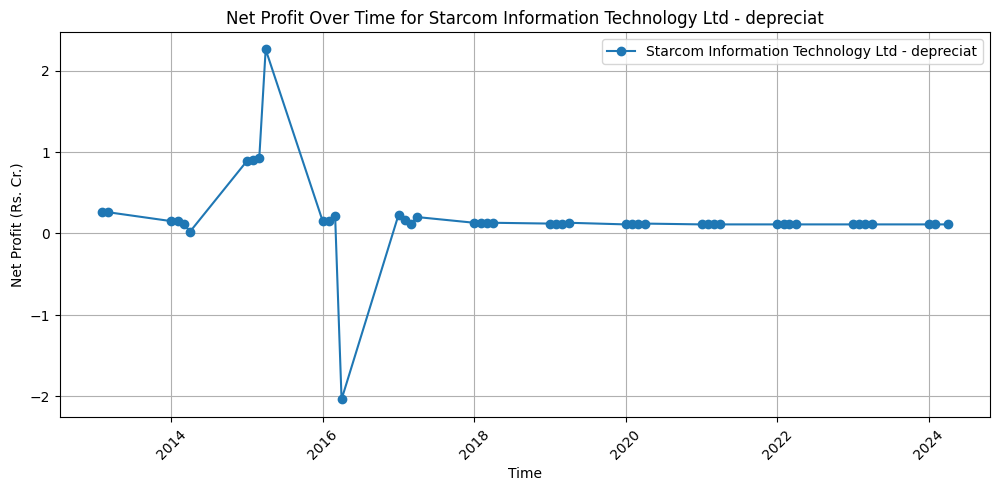 Net Profit Over Time for Starcom Information Technology Ltd - depreciat
Starcom Information Technology Ltd - depreciat
Net Profit (Rs. Cr.)
2
1
0
−1
−2
2014
2016
2018
2020
2022
2024
Time